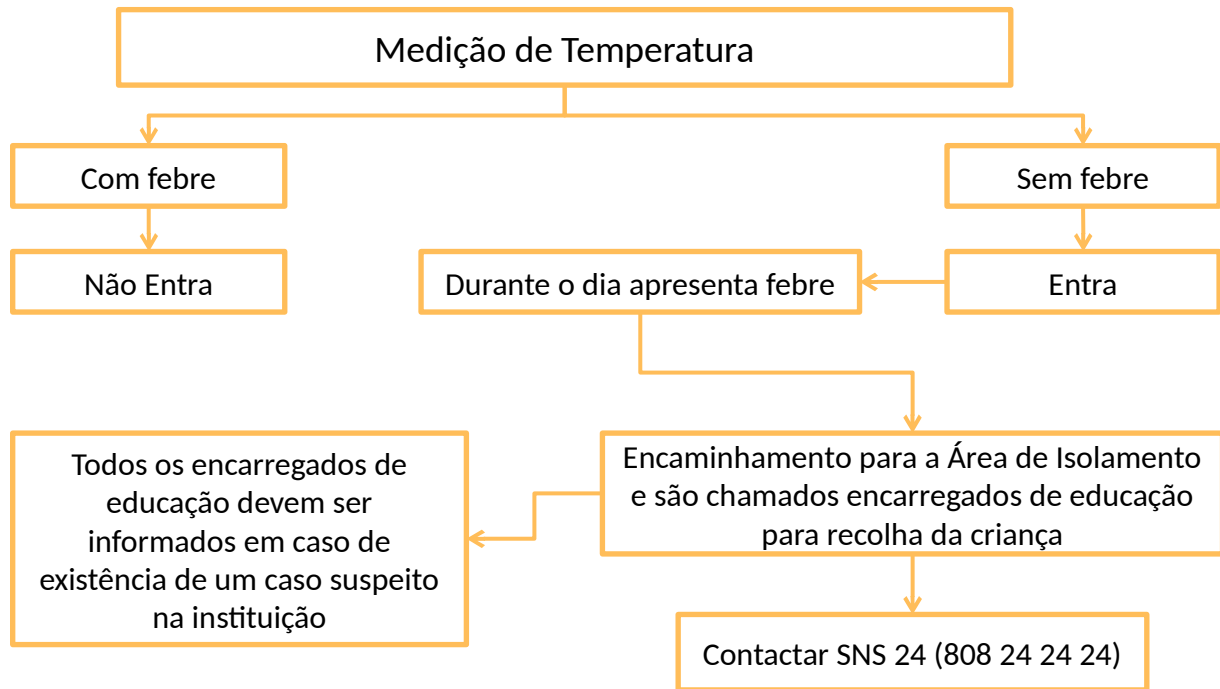 Medição de Temperatura
Com febre
Sem febre
Não Entra
Durante o dia apresenta febre
Entra
Todos os encarregados de
educação devem ser
informados em caso de
existência de um caso suspeito
na instituição
Encaminhamento para a Área de Isolamento
e são chamados encarregados de educação
para recolha da criança
Contactar SNS 24 (808 24 24 24)